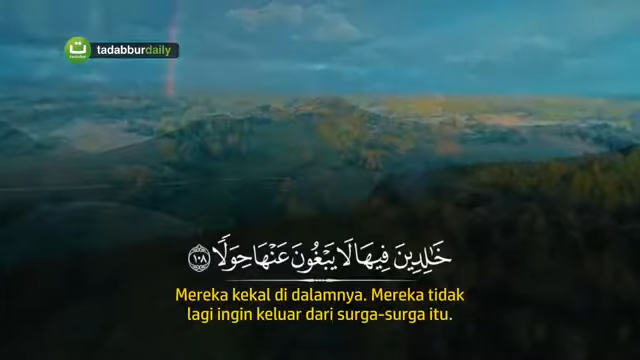 tadabburdaily
خَٰلِدِينَ فِيهَا لَا يَبْغُونَ عَنْهَا حِوَلًا ١٠٨
Mereka kekal di dalamnya. Mereka tidak
lagi ingin keluar dari surga-surga itu.